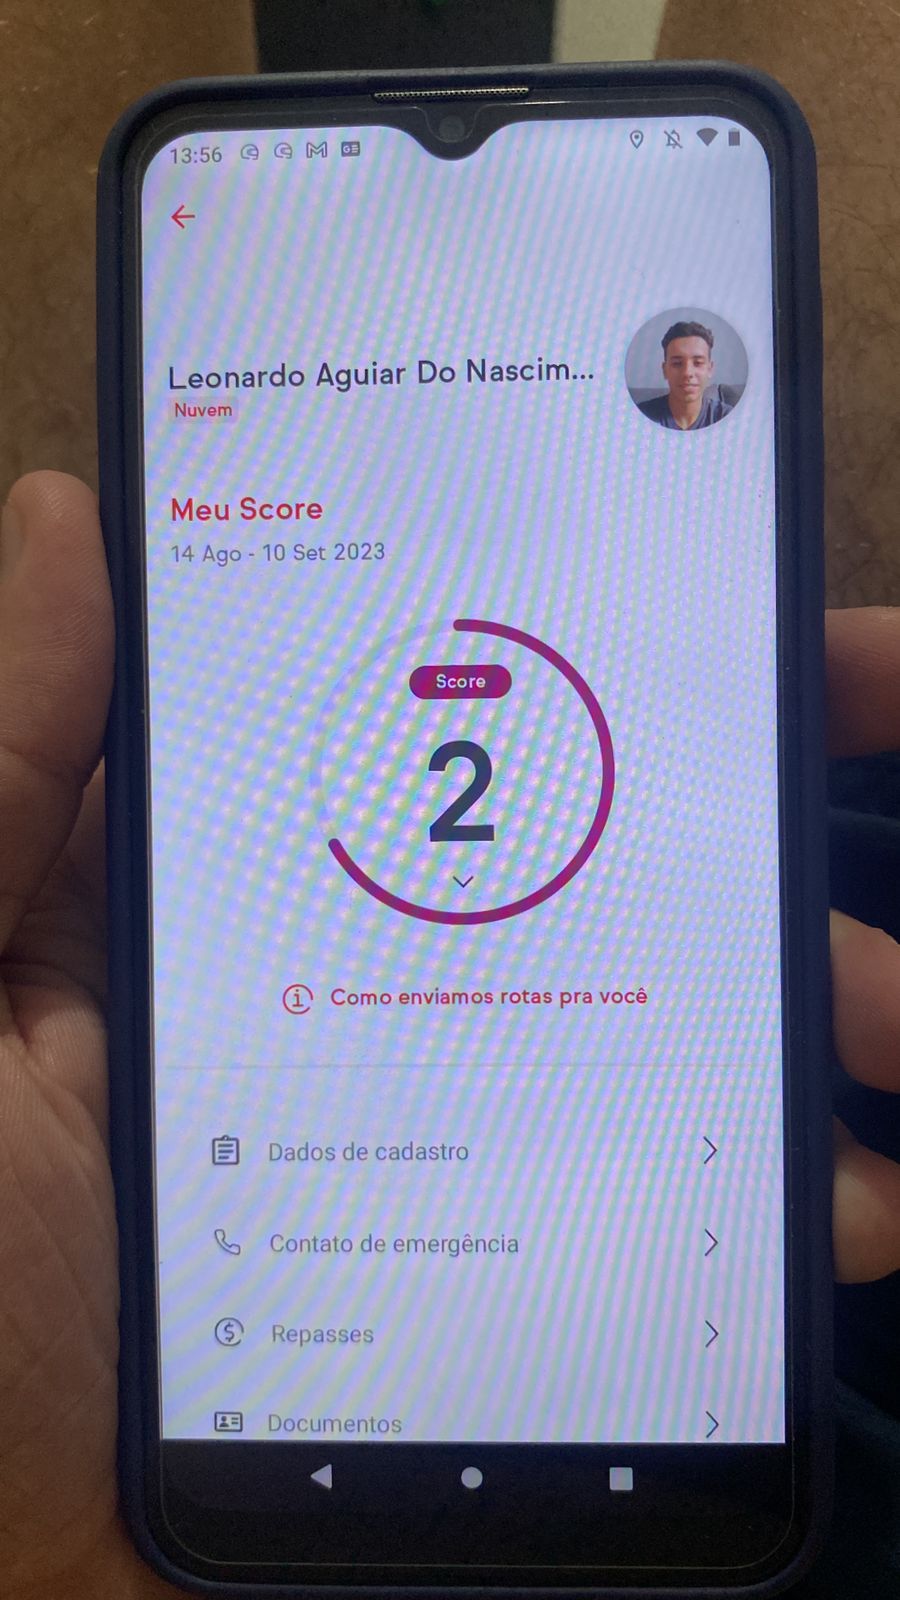 13:56
Leonardo Aguiar Do Nascim...
Nuvem
Meu Score
14 Ago - 10 Set 2023
Score
2
Como enviamos rotas pra você
Dados de cadastro
Contato de emergência
Repasses
Documentos